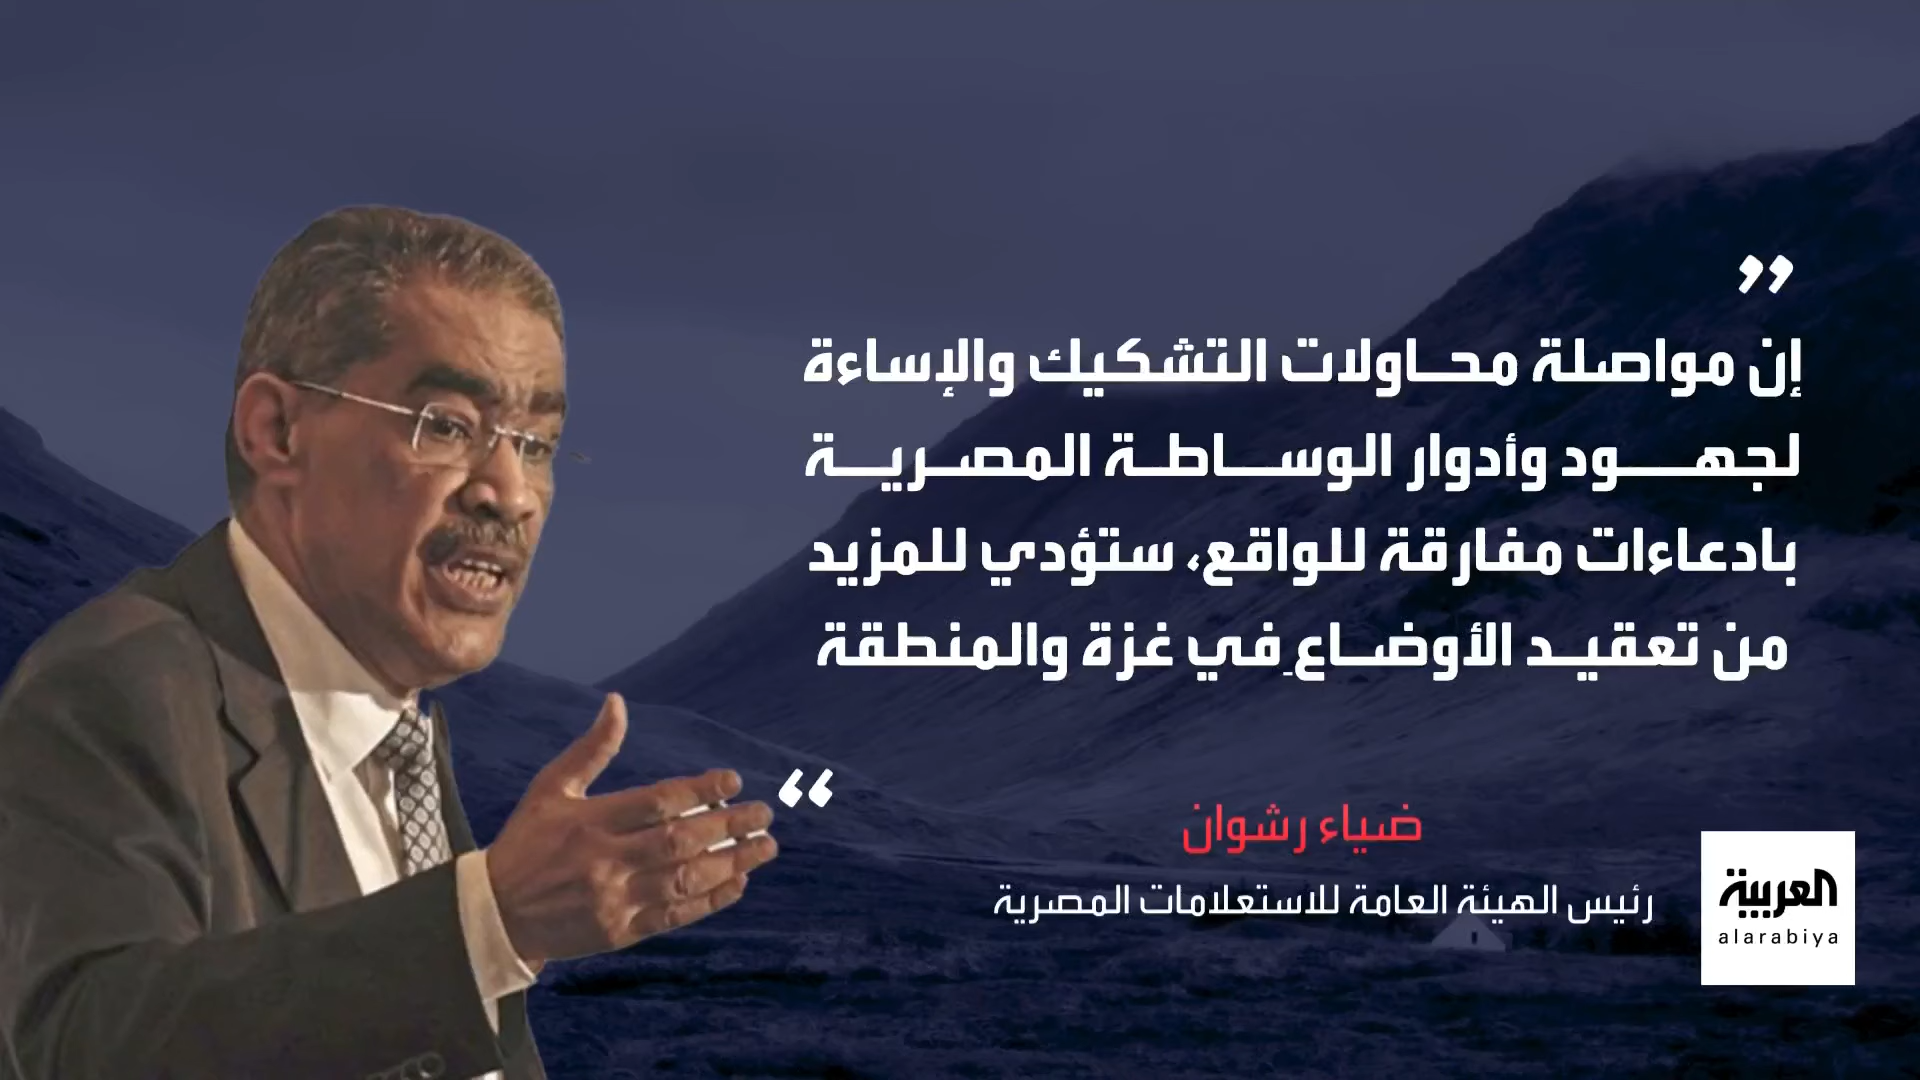 ”
إن مواصلة محاولات التشكيك والإساءة
لجهود وأدوار الوساطة المصرية
بادعاءات مفارقة للواقع، ستؤدي للمزيد
من تعقيد الأوضاعِ في غزة والمنطقة
“
ضياء رشوان
رئيس الهيئة العامة للاستعلامات المصرية
العربية
alarabiya